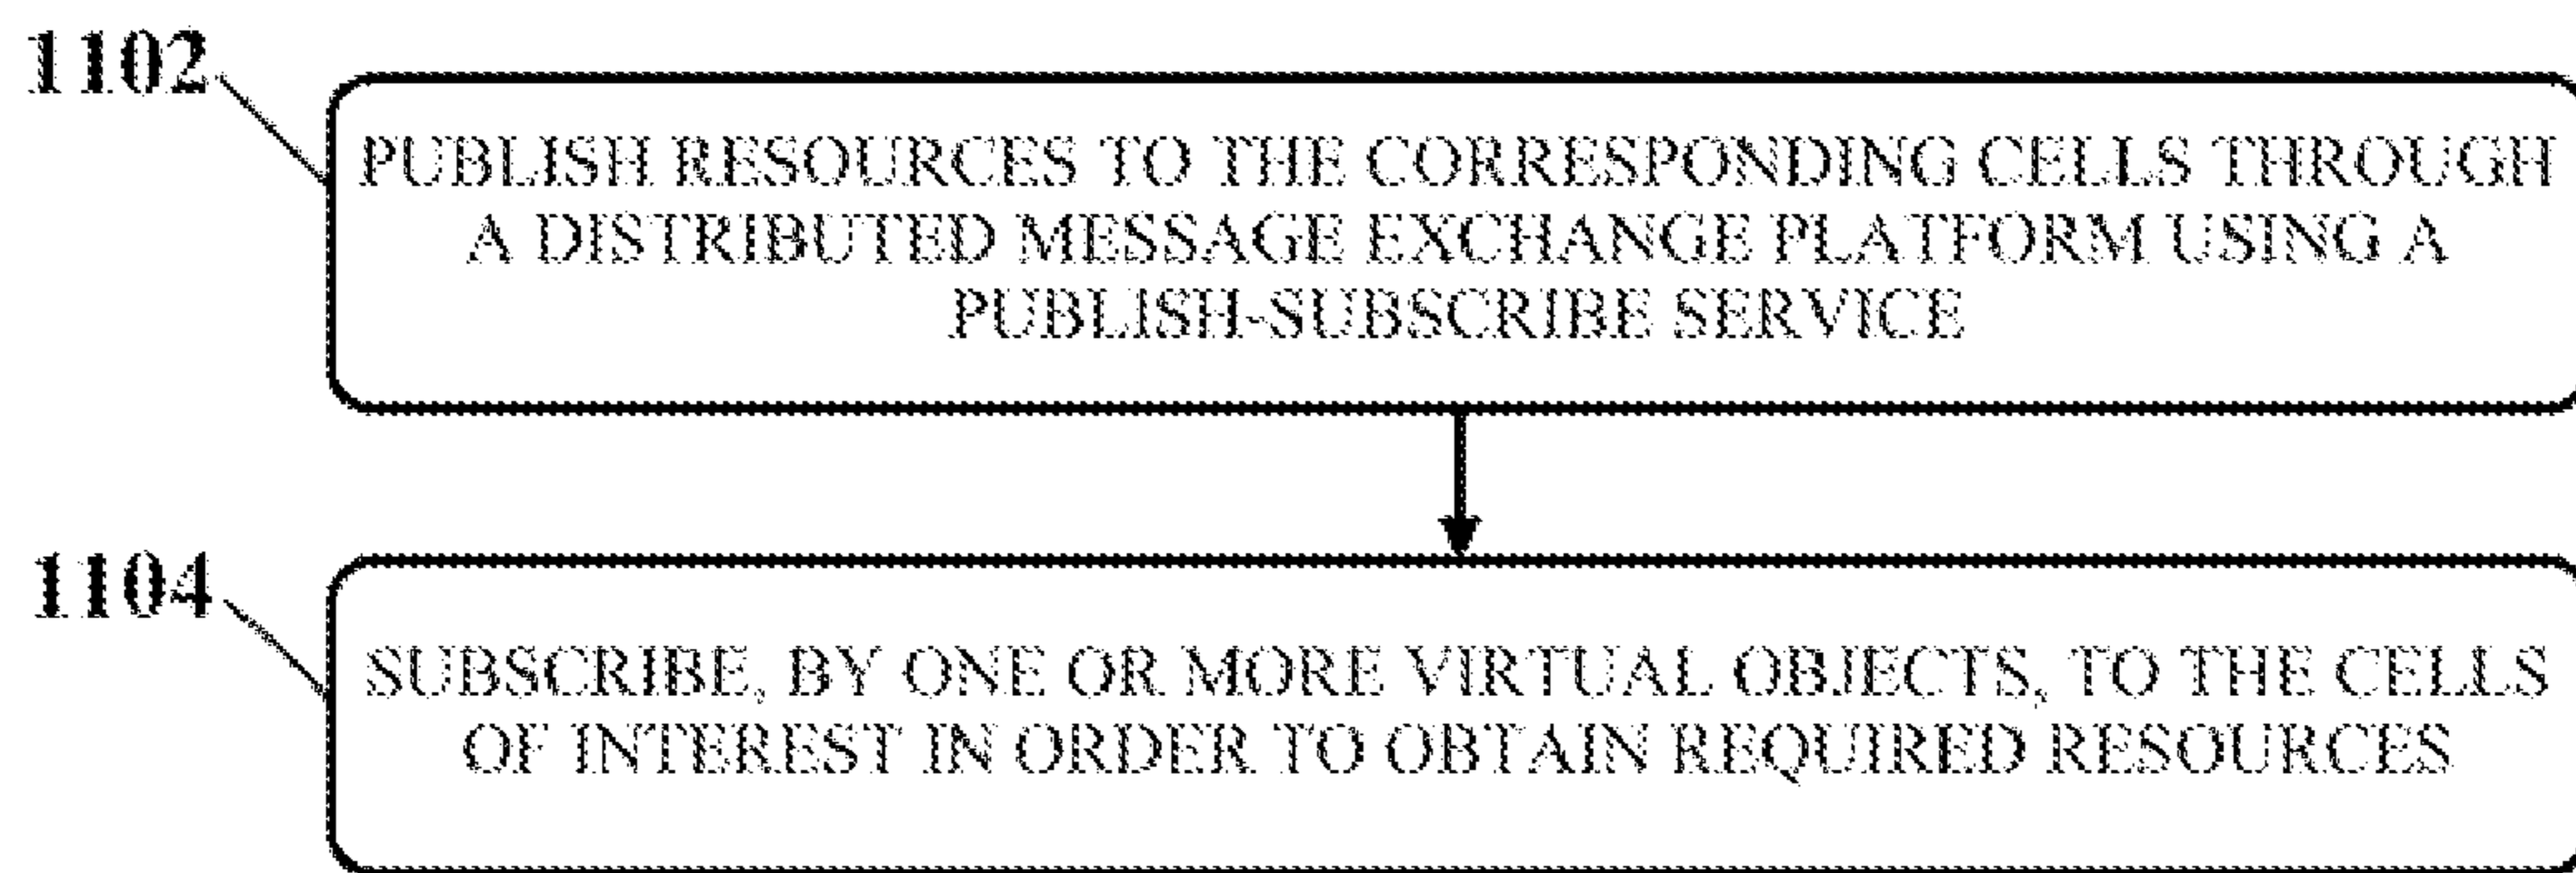 1102
PUBLISH RESOURCES TO THE CORRESPONDING CELLS THROUGH
A DISTRIBUTED MESSAGE EXCHANGE PLATFORM USING A
PUBLISH-SUBSCRIBE SERVICE
1104
SUBSCRIBE, BY ONE OR MORE VIRTUAL OBJECTS, TO THE CELLS
OF INTEREST IN ORDER TO OBTAIN REQUIRED RESOURCES